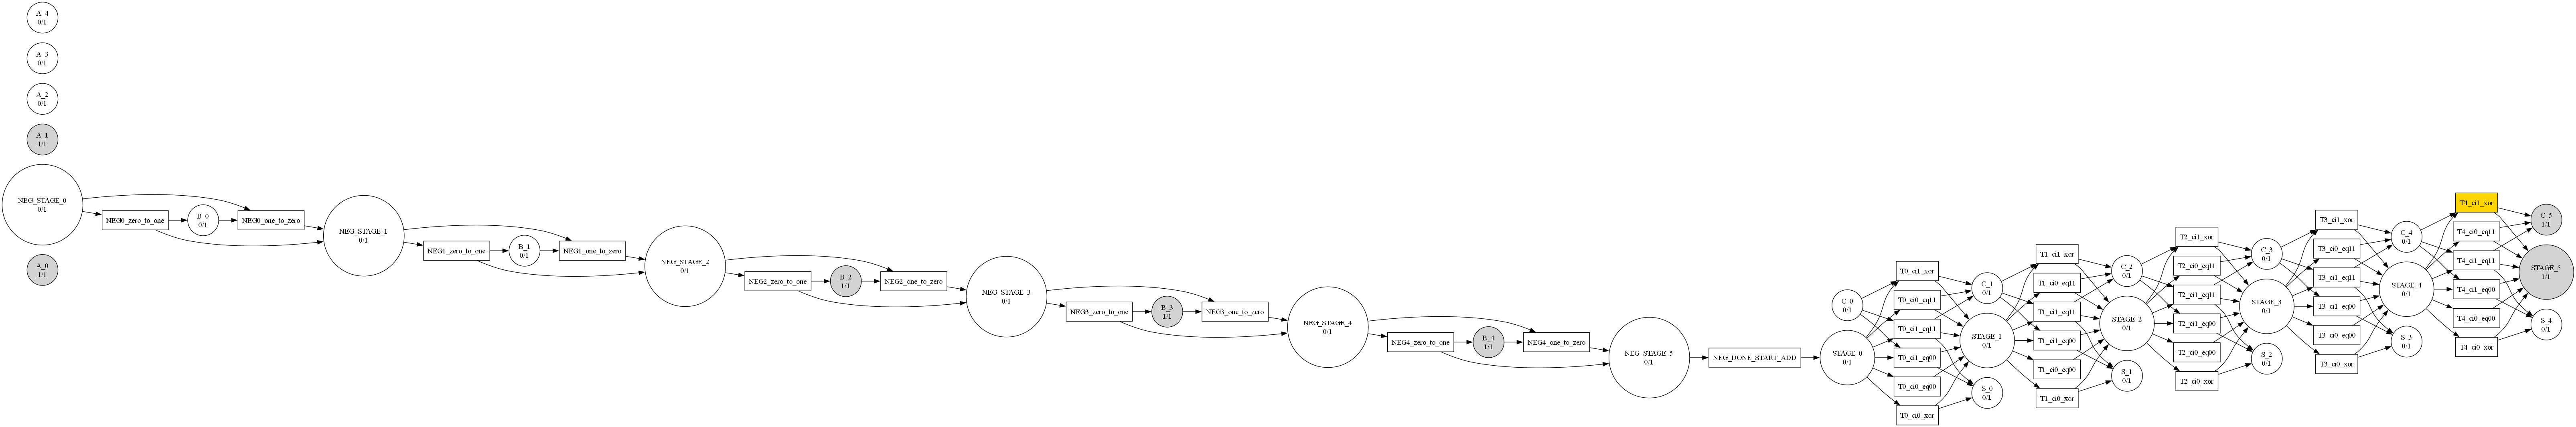 A_4
0/1
A_3
0/1
A_2
0/1
A_1
1/1
NEG_STAGE_0
0/1
A_0
1/1
NEG0_zero_to_one
B_0
0/1
NEG0_one_to_zero
NEG_STAGE_1
0/1
NEG1_zero_to_one
B_1
0/1
NEG1_one_to_zero
NEG_STAGE_2
0/1
NEG2_zero_to_one
B_2
1/1
NEG2_one_to_zero
NEG_STAGE_3
0/1
NEG3_zero_to_one
B_3
1/1
NEG3_one_to_zero
NEG_STAGE_4
0/1
NEG4_zero_to_one
B_4
1/1
NEG4_one_to_zero
NEG_STAGE_5
0/1
NEG_DONE_START_ADD
C_0
0/1
STAGE_0
0/1
T0_ci1_xor
T0_ci0_eq11
T0_ci1_eq11
T0_ci1_eq00
T0_ci0_eq00
T0_ci0_xor
C_1
0/1
STAGE_1
0/1
S_0
0/1
T1_ci1_xor
T1_ci0_eq11
T1_ci1_eq11
T1_ci1_eq00
T1_ci0_eq00
T1_ci0_xor
C_2
0/1
STAGE_2
0/1
S_1
0/1
T2_ci1_xor
T2_ci0_eq11
T2_ci1_eq11
T2_ci1_eq00
T2_ci0_eq00
T2_ci0_xor
C_3
0/1
STAGE_3
0/1
S_2
0/1
T3_ci1_xor
T3_ci0_eq11
T3_ci1_eq11
T3_ci1_eq00
T3_ci0_eq00
T3_ci0_xor
C_4
0/1
STAGE_4
0/1
S_3
0/1
T4_ci1_xor
T4_ci0_eq11
T4_ci1_eq11
T4_ci1_eq00
T4_ci0_eq00
T4_ci0_xor
C_5
1/1
STAGE_5
1/1
S_4
0/1